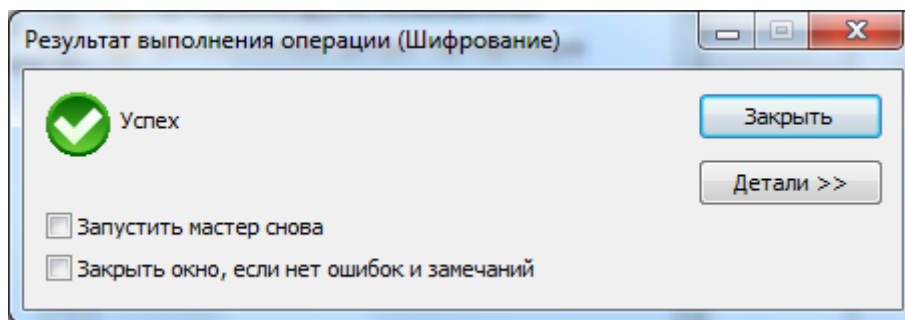 Результат выполнения операции (Шифрование)
Успех
Закрыть
Детали >>
Запустить мастер снова
Закрыть окно, если нет ошибок и замечаний